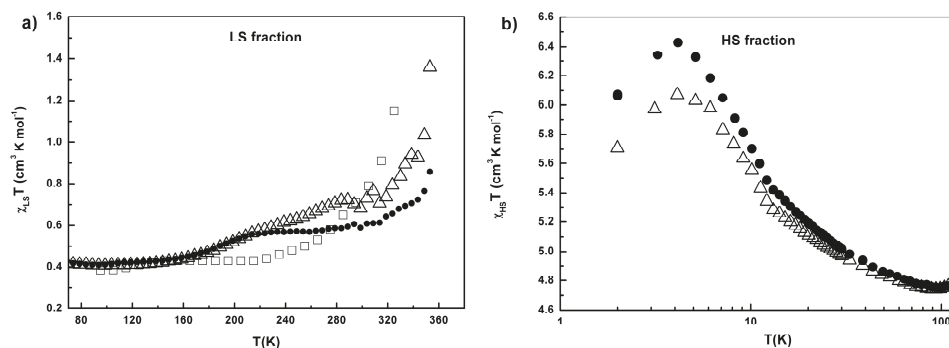 a)
LS fraction
χLST (cm³ K mol⁻¹)
1.6
1.4
1.2
1.0
0.8
0.6
0.4
0.2
80 120 160 200 240 280 320 360
T(K)
b)
HS fraction
χHST (cm³ K mol⁻¹)
6.6
6.4
6.2
6.0
5.8
5.6
5.4
5.2
5.0
4.8
4.6
1 10 100
T(K)